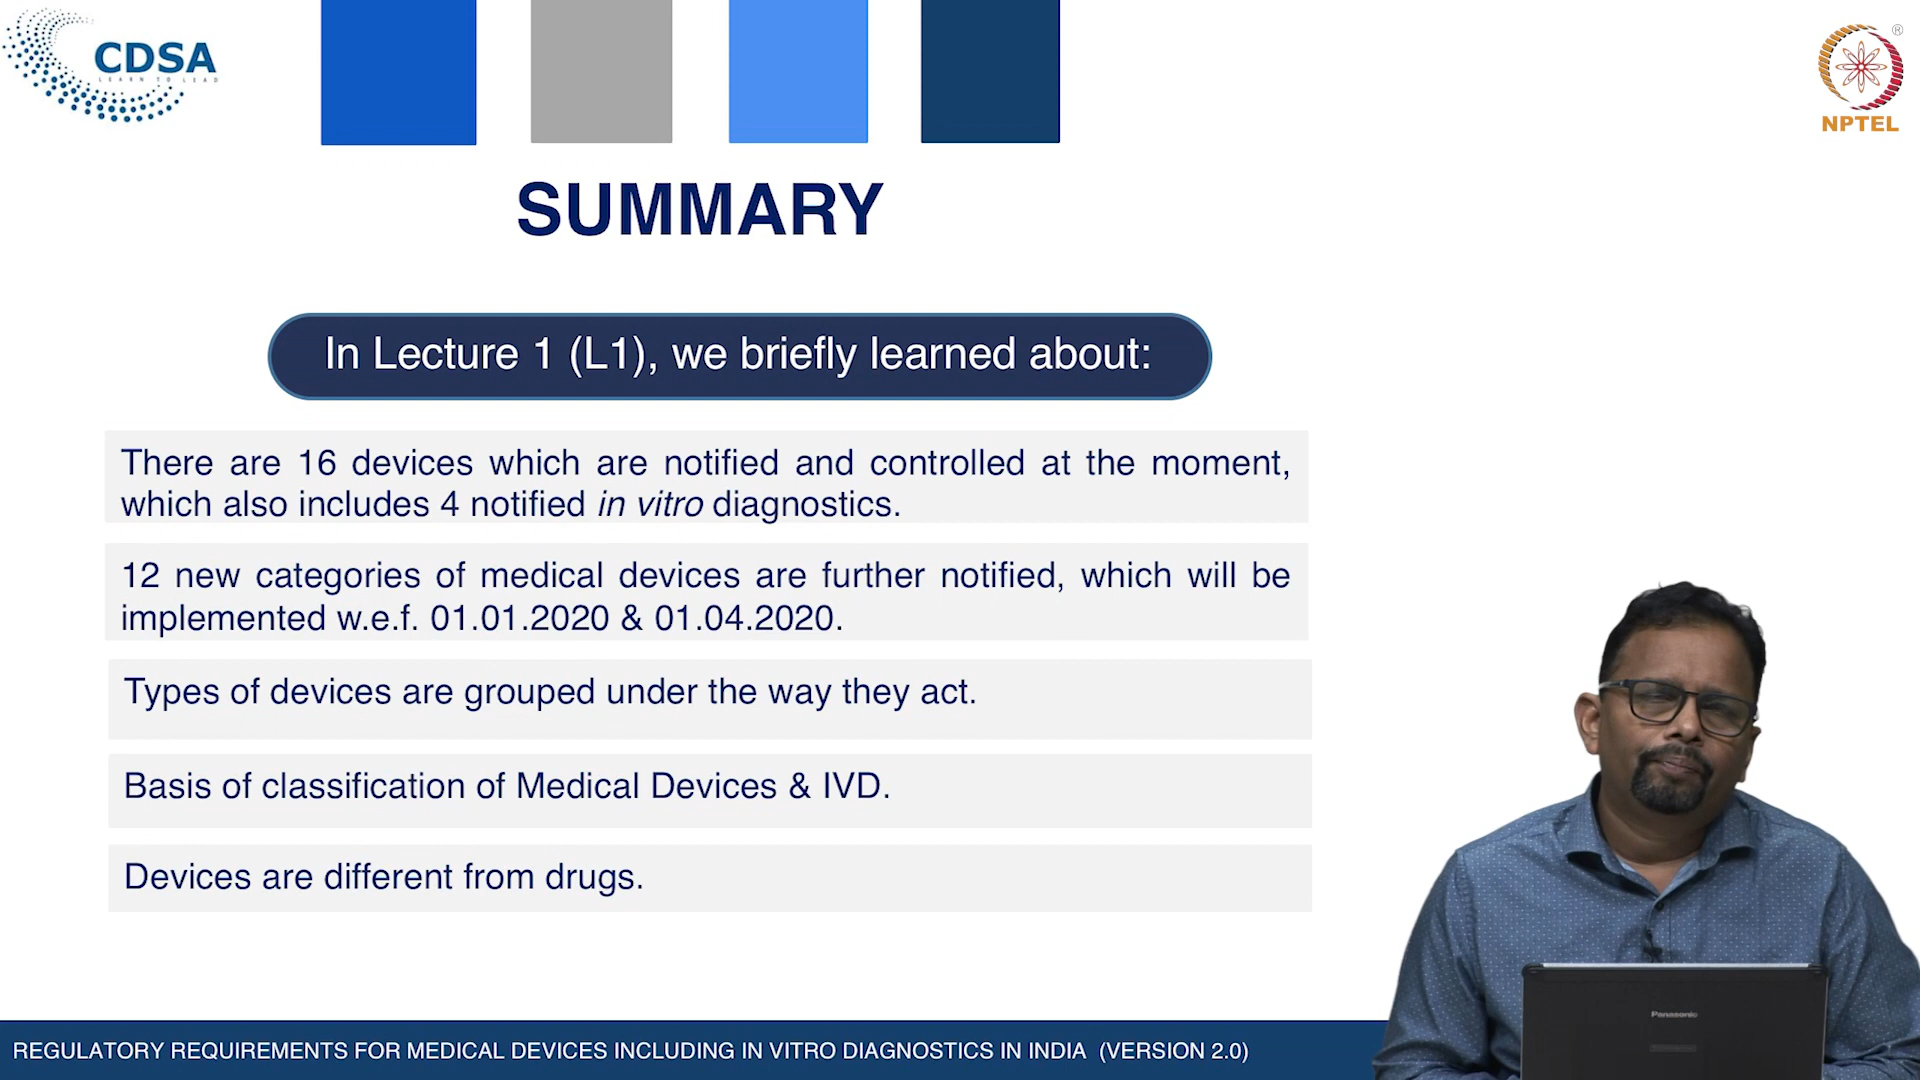 CDSA
LEARN TO LEAD
®
NPTEL
SUMMARY
In Lecture 1 (L1), we briefly learned about:
There are 16 devices which are notified and controlled at the moment,
which also includes 4 notified in vitro diagnostics.
12 new categories of medical devices are further notified, which will be
implemented w.e.f. 01.01.2020 & 01.04.2020.
Types of devices are grouped under the way they act.
Basis of classification of Medical Devices & IVD.
Devices are different from drugs.
Panasonic
REGULATORY REQUIREMENTS FOR MEDICAL DEVICES INCLUDING IN VITRO DIAGNOSTICS IN INDIA (VERSION 2.0)